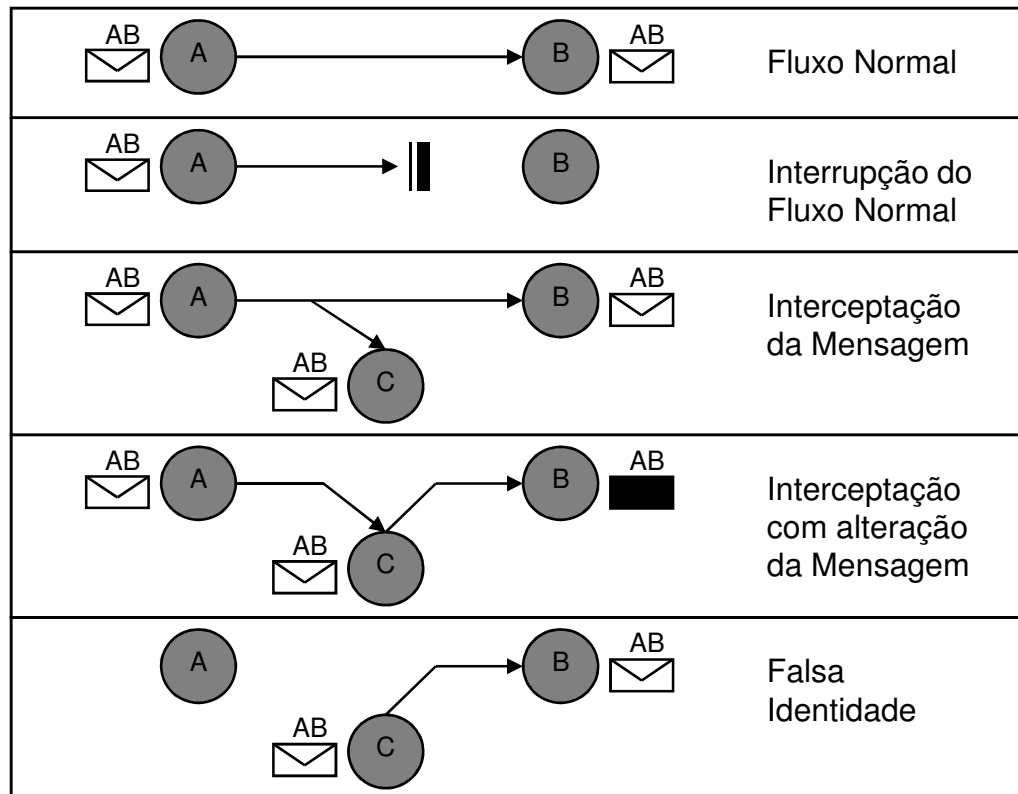 AB AB
A B
Fluxo Normal
AB
A B
Interrupção do
Fluxo Normal
AB AB
A B
Interceptação
da Mensagem
AB
C
AB AB
A B
Interceptação
com alteração
da Mensagem
AB
C
AB
A B
Falsa
Identidade
AB
C